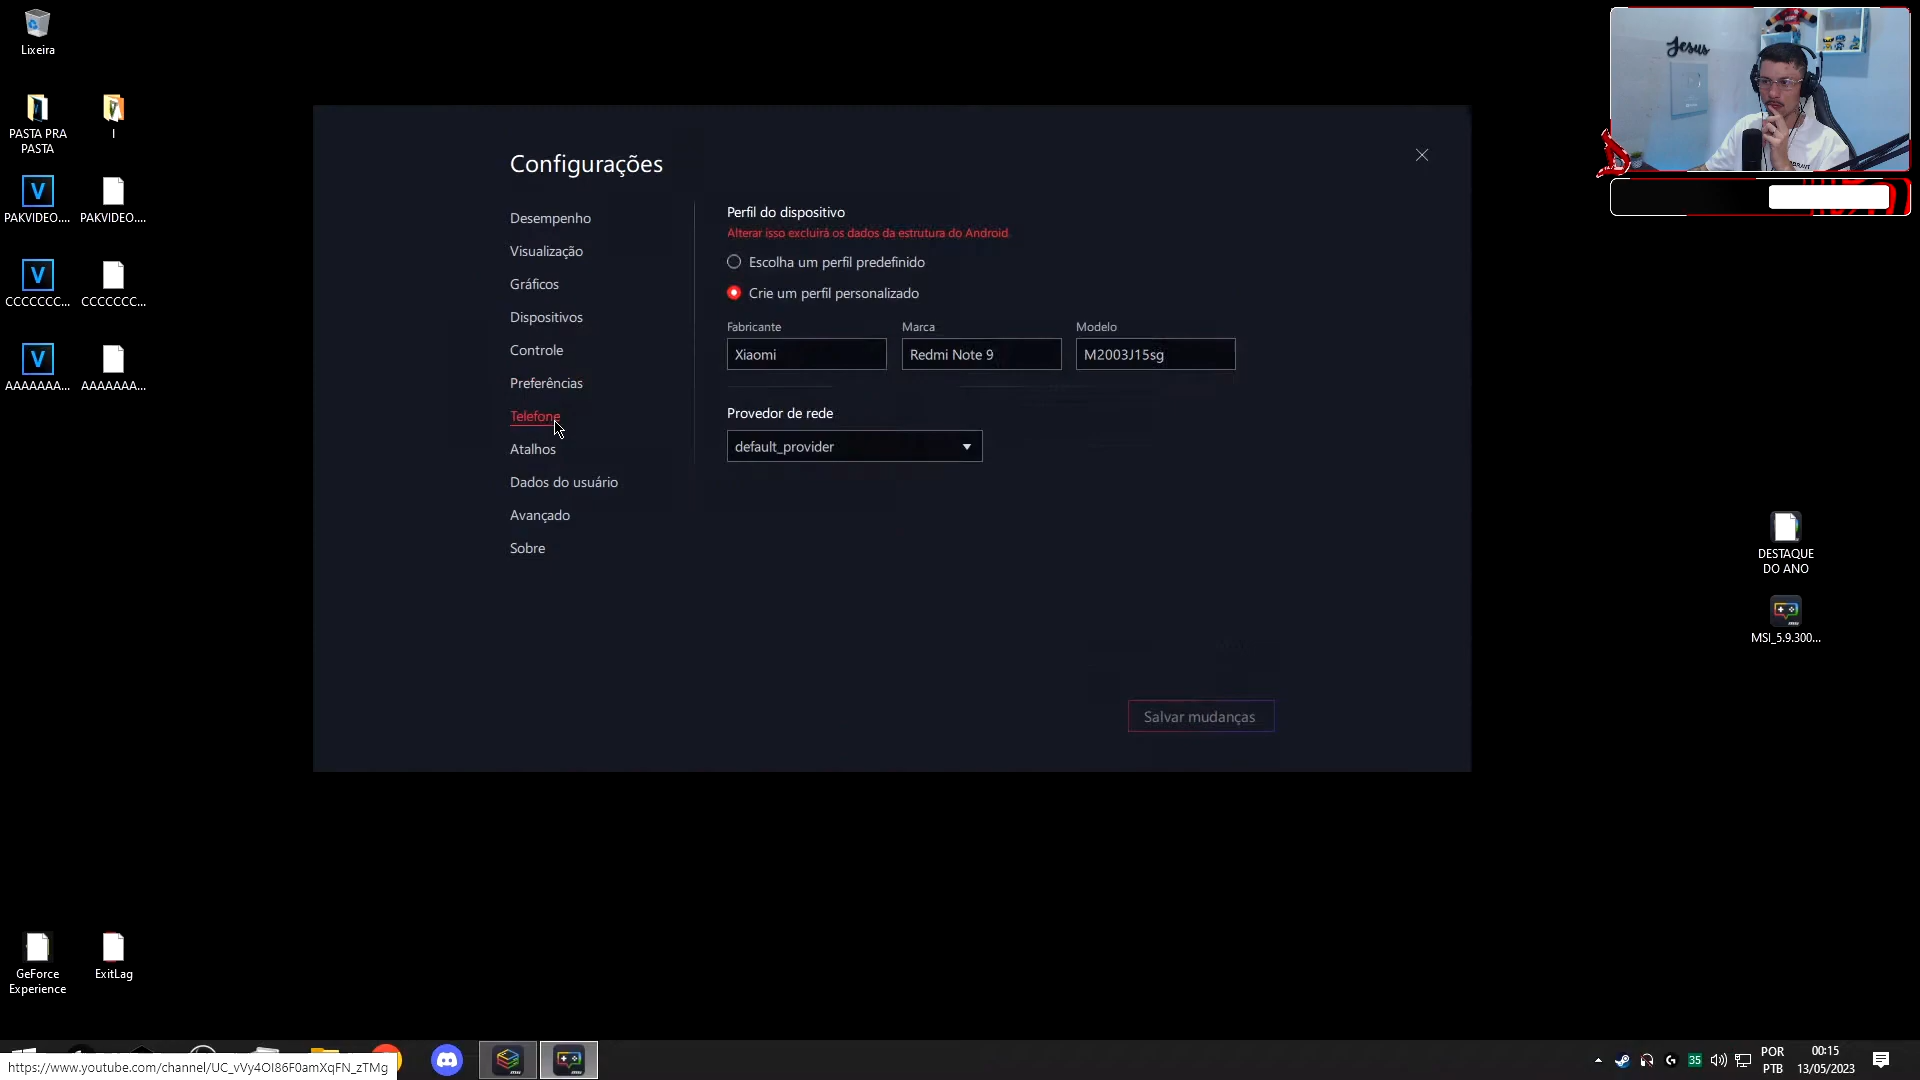 Lixeira
PASTA PRA
PASTA
I
PAKVIDEO....
PAKVIDEO....
CCCCCCC...
CCCCCCC...
AAAAAAA...
AAAAAAA...
GeForce
Experience
ExitLag
Configurações
Desempenho
Visualização
Gráficos
Dispositivos
Controle
Preferências
Telefone
Atalhos
Dados do usuário
Avançado
Sobre
Perfil do dispositivo
Alterar isso excluirá os dados da estrutura do Android.
Escolha um perfil predefinido
Crie um perfil personalizado
Fabricante
Marca
Modelo
Xiaomi
Redmi Note 9
M2003J15sg
Provedor de rede
default_provider
Salvar mudanças
Jesus
DESTAQUE
DO ANO
MSI_5.9.300...
https://www.youtube.com/channel/UC_vVy4OI86F0amXqFN_zTMg
35
POR
PTB
00:15
13/05/2023